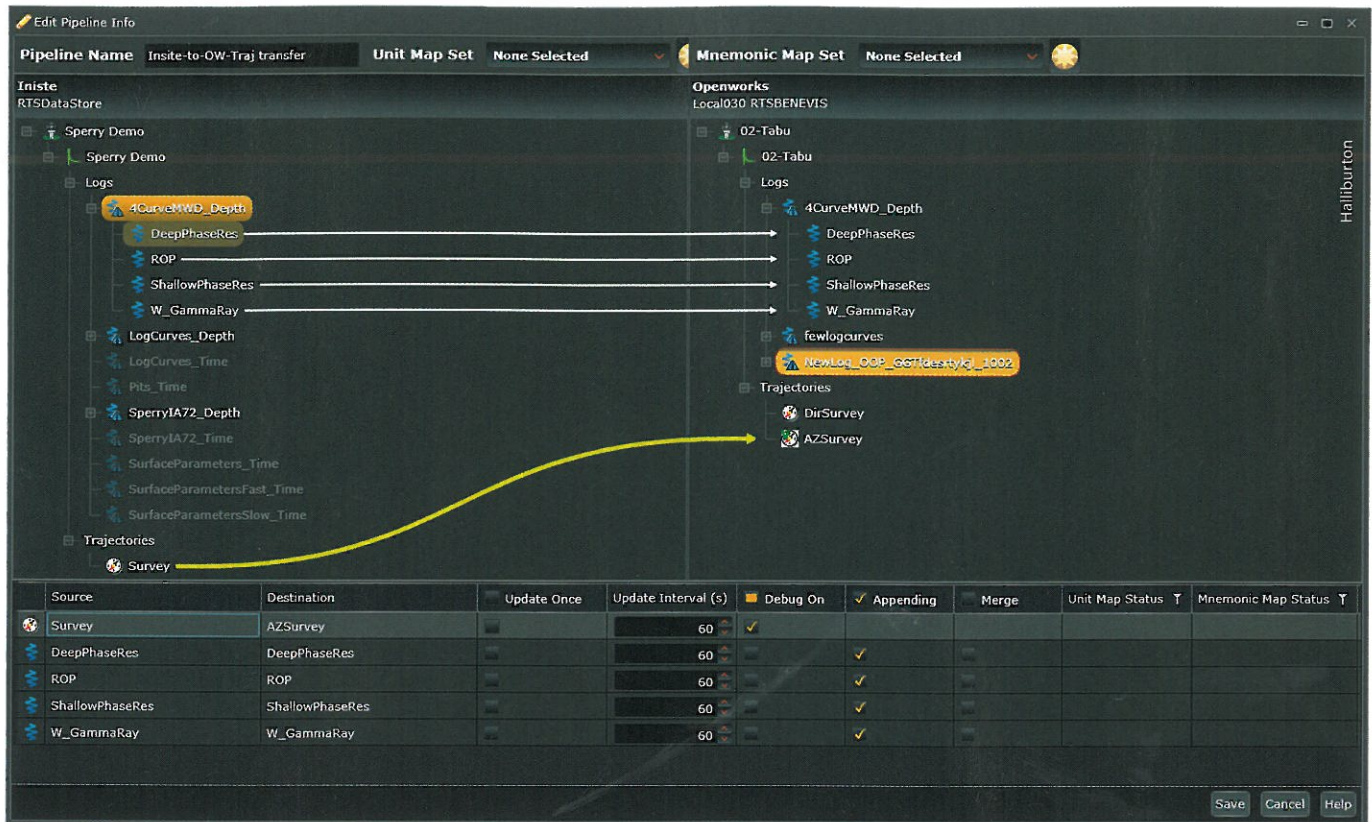 Edit Pipeline Info
Pipeline Name Insite-to-OW-Traj transfer Unit Map Set None Selected Mnemonic Map Set None Selected
Iniste
RTSDataStore
Sperry Demo
Sperry Demo
Logs
4CurveMWD_Depth
DeepPhaseRes
ROP
ShallowPhaseRes
W_GammaRay
LogCurves_Depth
LogCurves_Time
Pits_Time
SperryIA72_Depth
SperryIA72_Time
SurfaceParameters_Time
SurfaceParametersFast_Time
SurfaceParametersSlow_Time
Trajectories
Survey
Openworks
Local030 RTSBENEVIS
02-Tabu
02-Tabu
Logs
4CurveMWD_Depth
DeepPhaseRes
ROP
ShallowPhaseRes
W_GammaRay
fewlogcurves
Trajectories
DirSurvey
AZSurvey
Halliburton
Source Destination Update Once Update Interval (s) Debug On Appending Merge Unit Map Status Mnemonic Map Status
Survey AZSurvey 60
DeepPhaseRes DeepPhaseRes 60
ROP ROP 60
ShallowPhaseRes ShallowPhaseRes 60
W_GammaRay W_GammaRay 60
Save Cancel Help